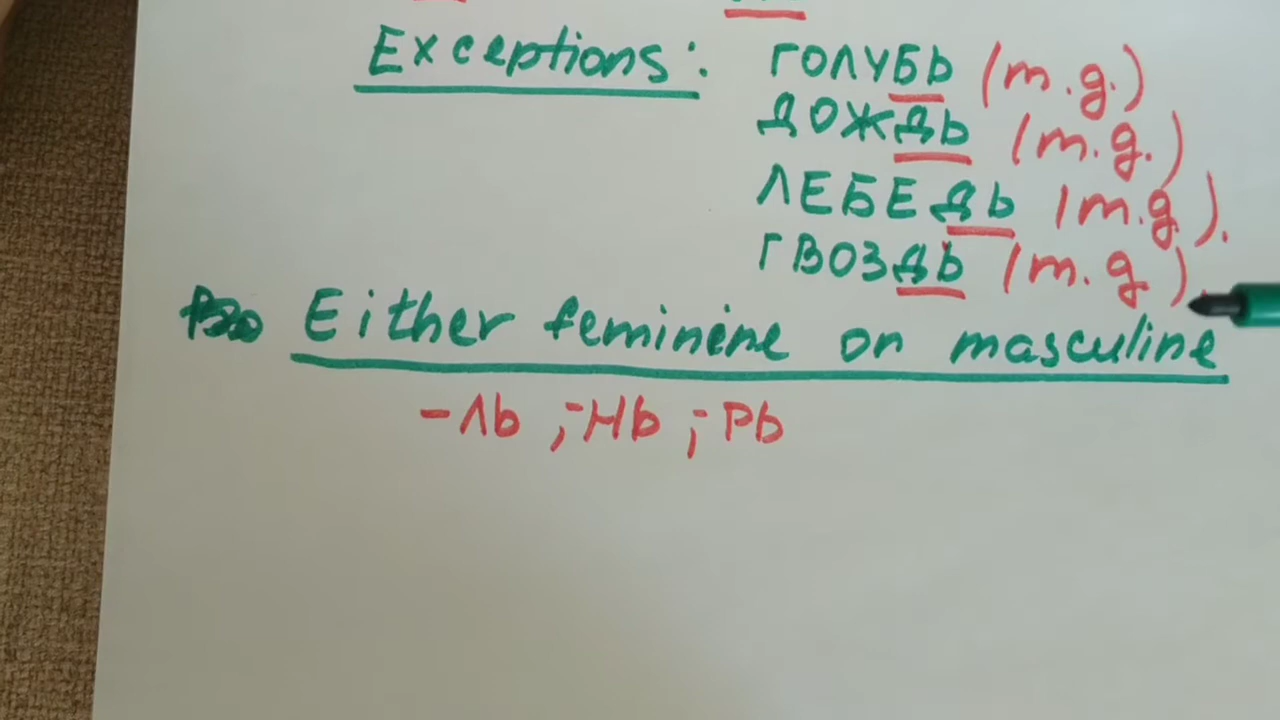 Exceptions: ГОЛУБЬ (m.g.)
ДОЖДЬ (m.g.)
ЛЕБЕДЬ (m.g.).
ГВОЗДЬ (m.g).
Either feminine or masculine
-ЛЬ ;-НЬ ;-РЬ